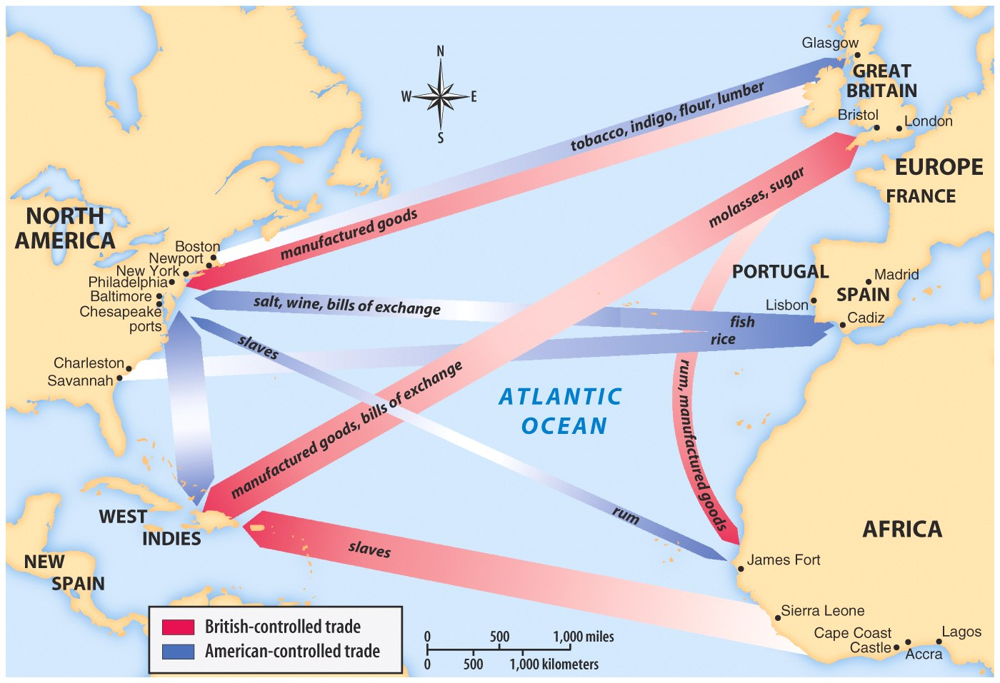 N
W
E
S
Glasgow
GREAT
BRITAIN
Bristol
London
EUROPE
FRANCE
tobacco, indigo, flour, lumber
manufactured goods
molasses, sugar
NORTH
AMERICA
Boston
Newport
New York
Philadelphia
Baltimore
Chesapeake
ports
Charleston
Savannah
salt, wine, bills of exchange
fish
rice
PORTUGAL
Lisbon
Madrid
SPAIN
Cadiz
slaves
manufactured goods, bills of exchange
ATLANTIC
OCEAN
rum, manufactured goods
rum
WEST
INDIES
slaves
NEW
SPAIN
AFRICA
James Fort
Sierra Leone
Cape Coast
Castle
Accra
Lagos
British-controlled trade
American-controlled trade
0 500 1,000 miles
0 500 1,000 kilometers